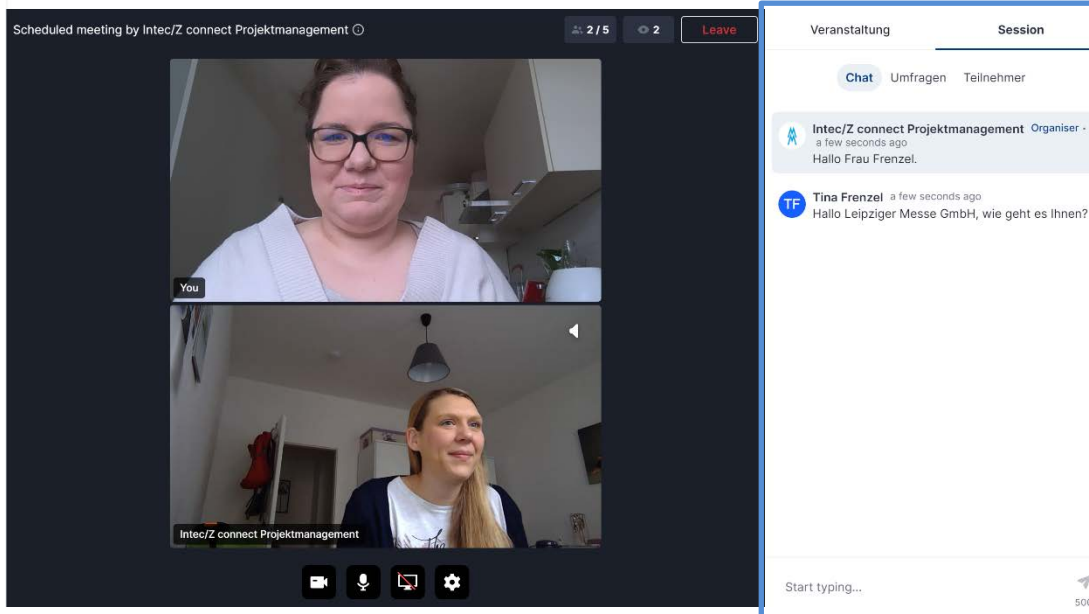 Scheduled meeting by Intec/Z connect Projektmanagement
2 / 5
2
Leave
You
Intec/Z connect Projektmanagement
Veranstaltung
Session
Chat
Umfragen
Teilnehmer
Intec/Z connect Projektmanagement Organiser ·
a few seconds ago
Hallo Frau Frenzel.
TF
Tina Frenzel a few seconds ago
Hallo Leipziger Messe GmbH, wie geht es Ihnen?
Start typing...